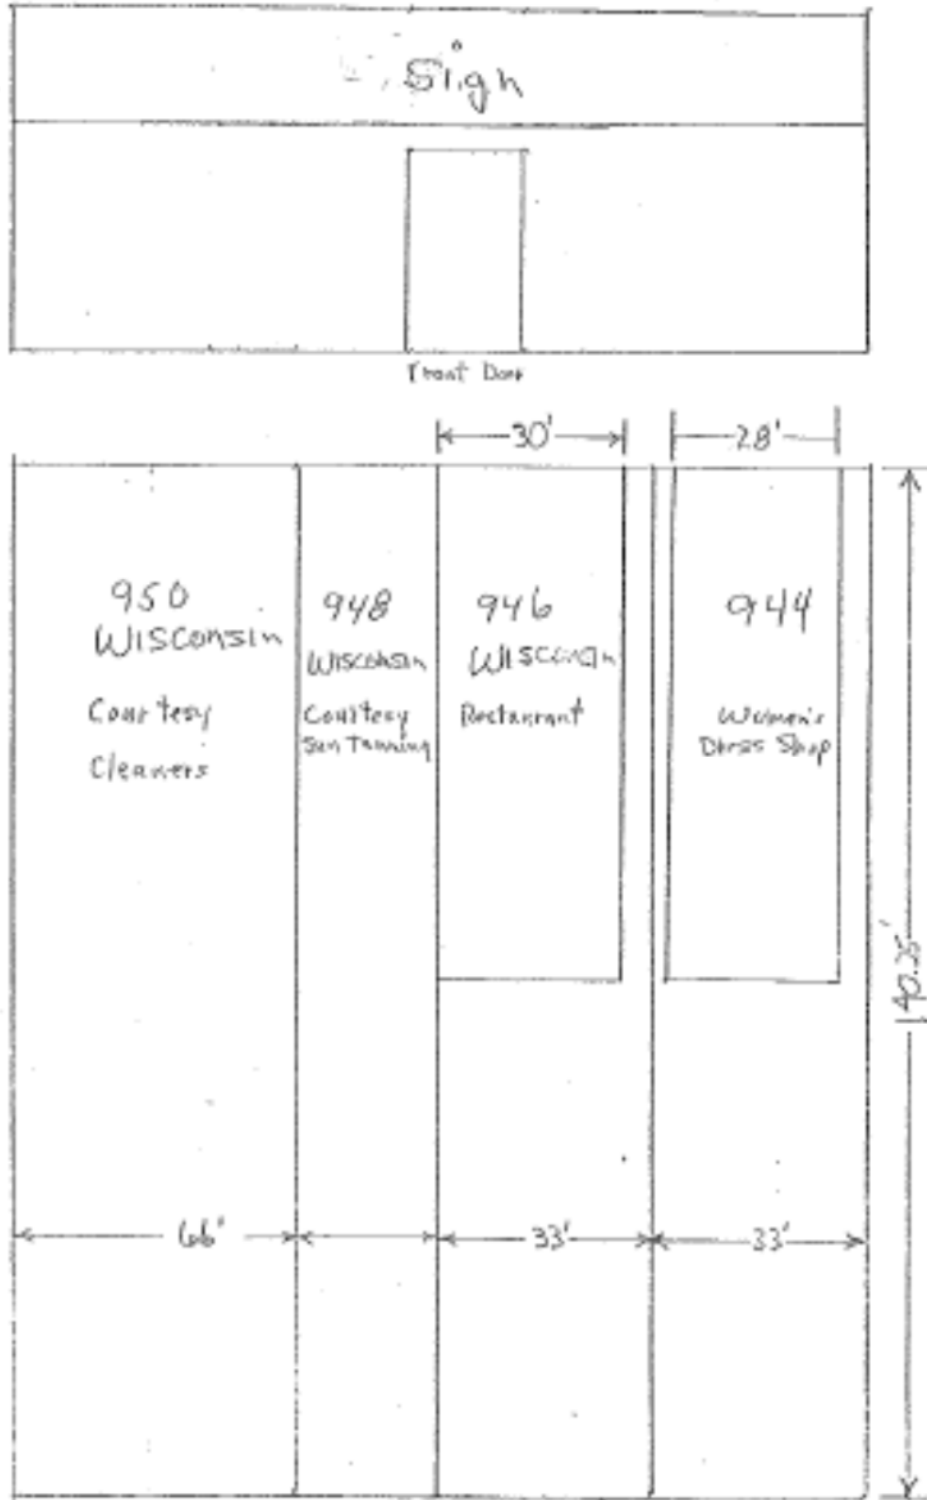 Sign
Front Door
30'
28'
950
Wisconsin
Courtesy
Cleaners
948
Wisconsin
Courtesy
Sun Tanning
946
Wisconsin
Restaurant
944
Women's
Dress Shop
140.25'
66'
33'
33'